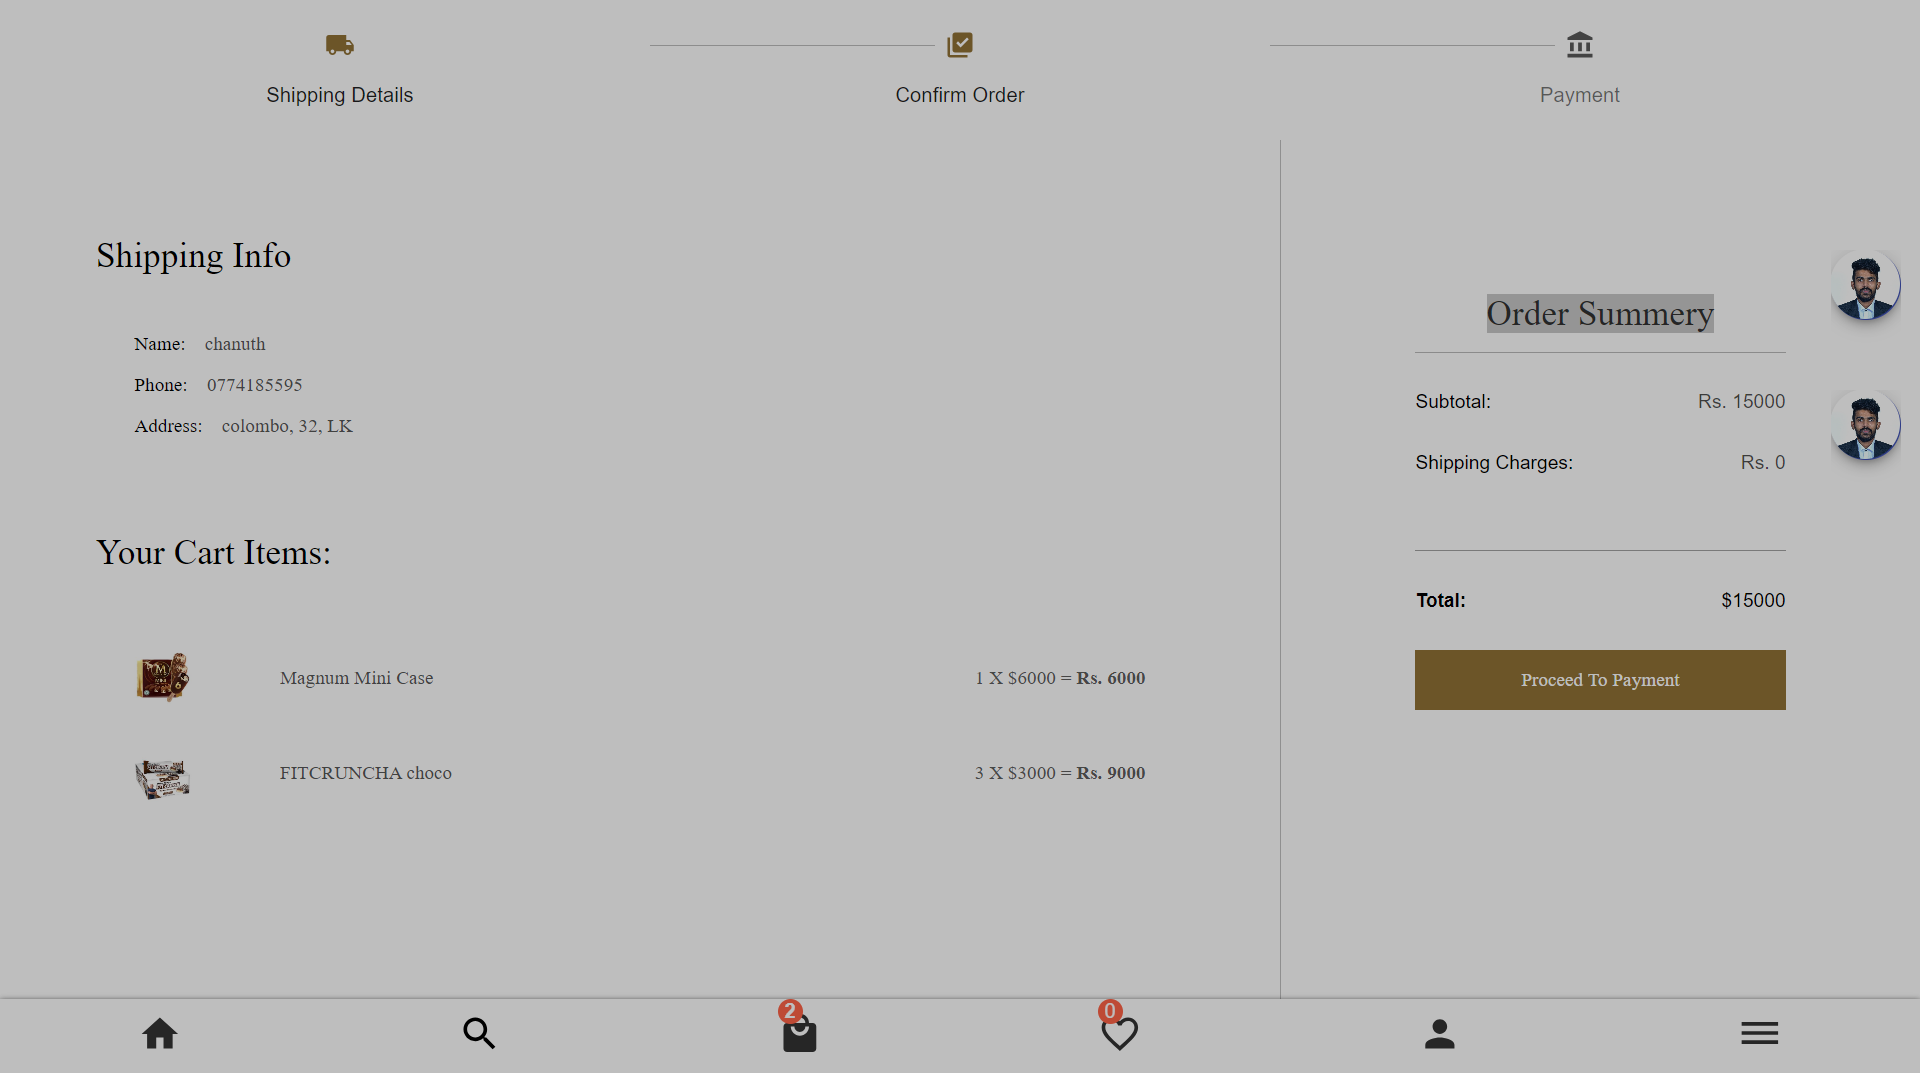 Shipping Details
Confirm Order
Payment
Shipping Info
Name: chanuth
Phone: 0774185595
Address: colombo, 32, LK
Your Cart Items:
Magnum Mini Case
1 X $6000 = Rs. 6000
FITCRUNCHA choco
3 X $3000 = Rs. 9000
Order Summery
Subtotal: Rs. 15000
Shipping Charges: Rs. 0
Total: $15000
Proceed To Payment
2
0